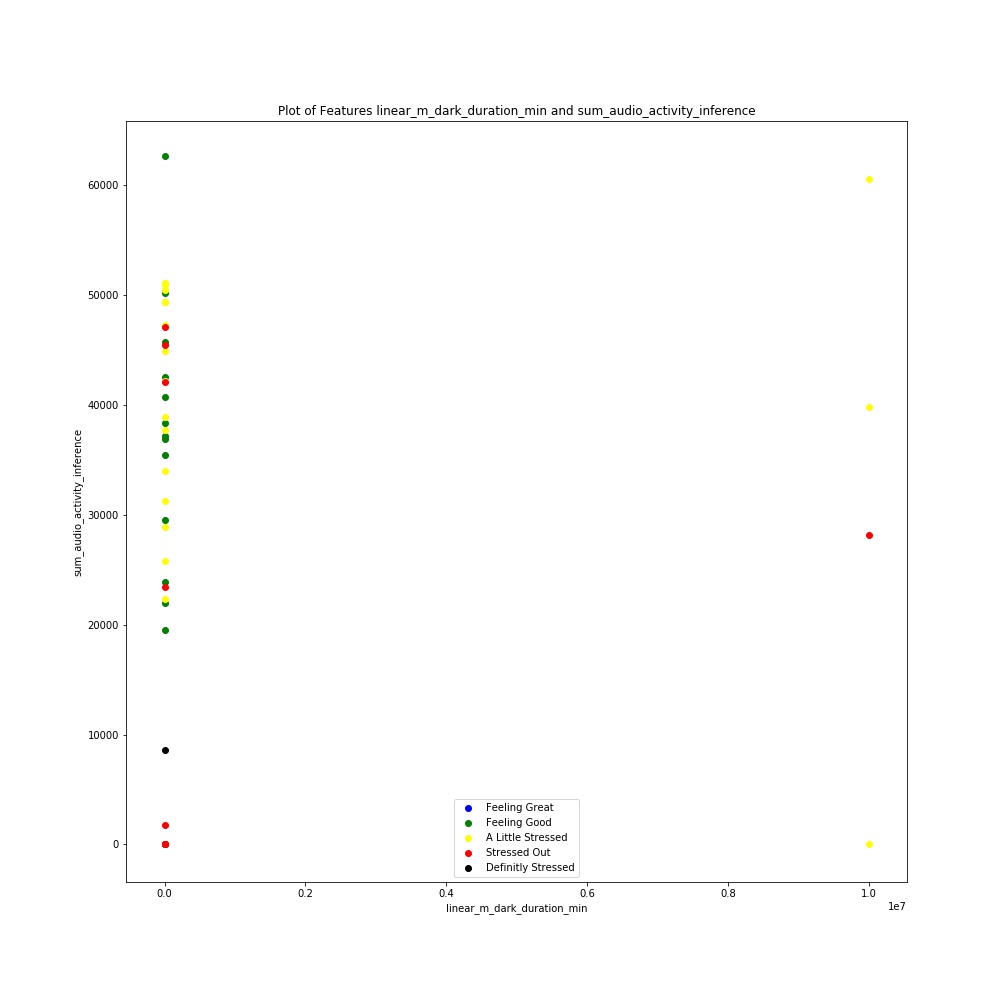 Plot of Features linear_m_dark_duration_min and sum_audio_activity_inference
60000
50000
40000
30000
20000
10000
0
sum_audio_activity_inference
Feeling Great
Feeling Good
A Little Stressed
Stressed Out
Definitly Stressed
0.0 0.2 0.4 0.6 0.8 1.0
1e7
linear_m_dark_duration_min